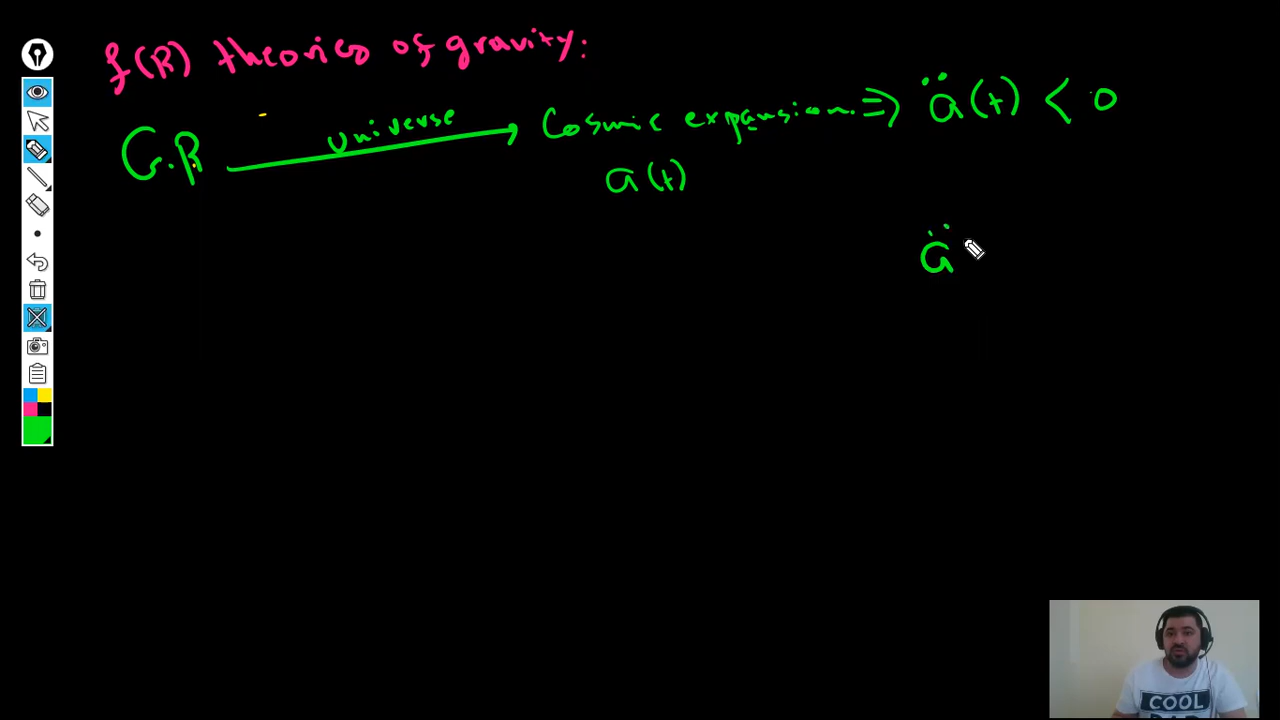 f(R) theories of gravity:
G.R universe Cosmic expansion. ⇒ ä(t) < 0
a(t)
ä
COOL